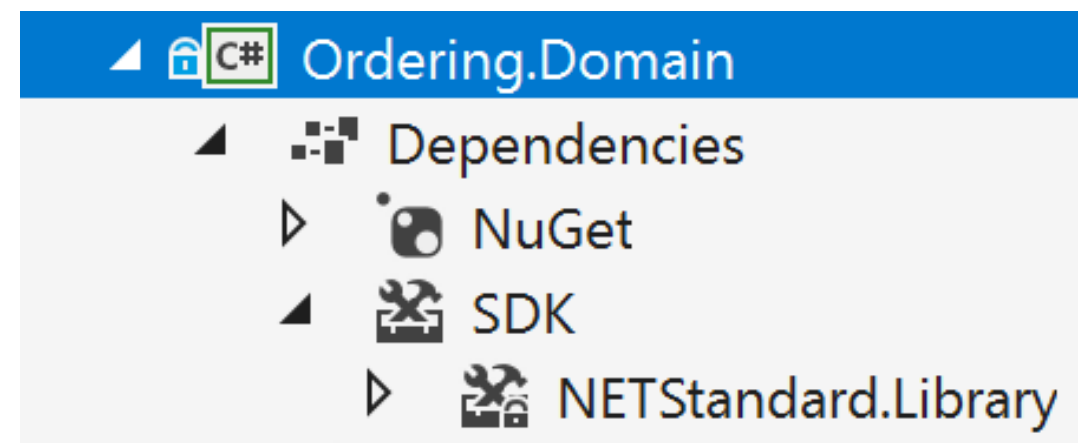 C# Ordering.Domain
Dependencies
NuGet
SDK
NETStandard.Library